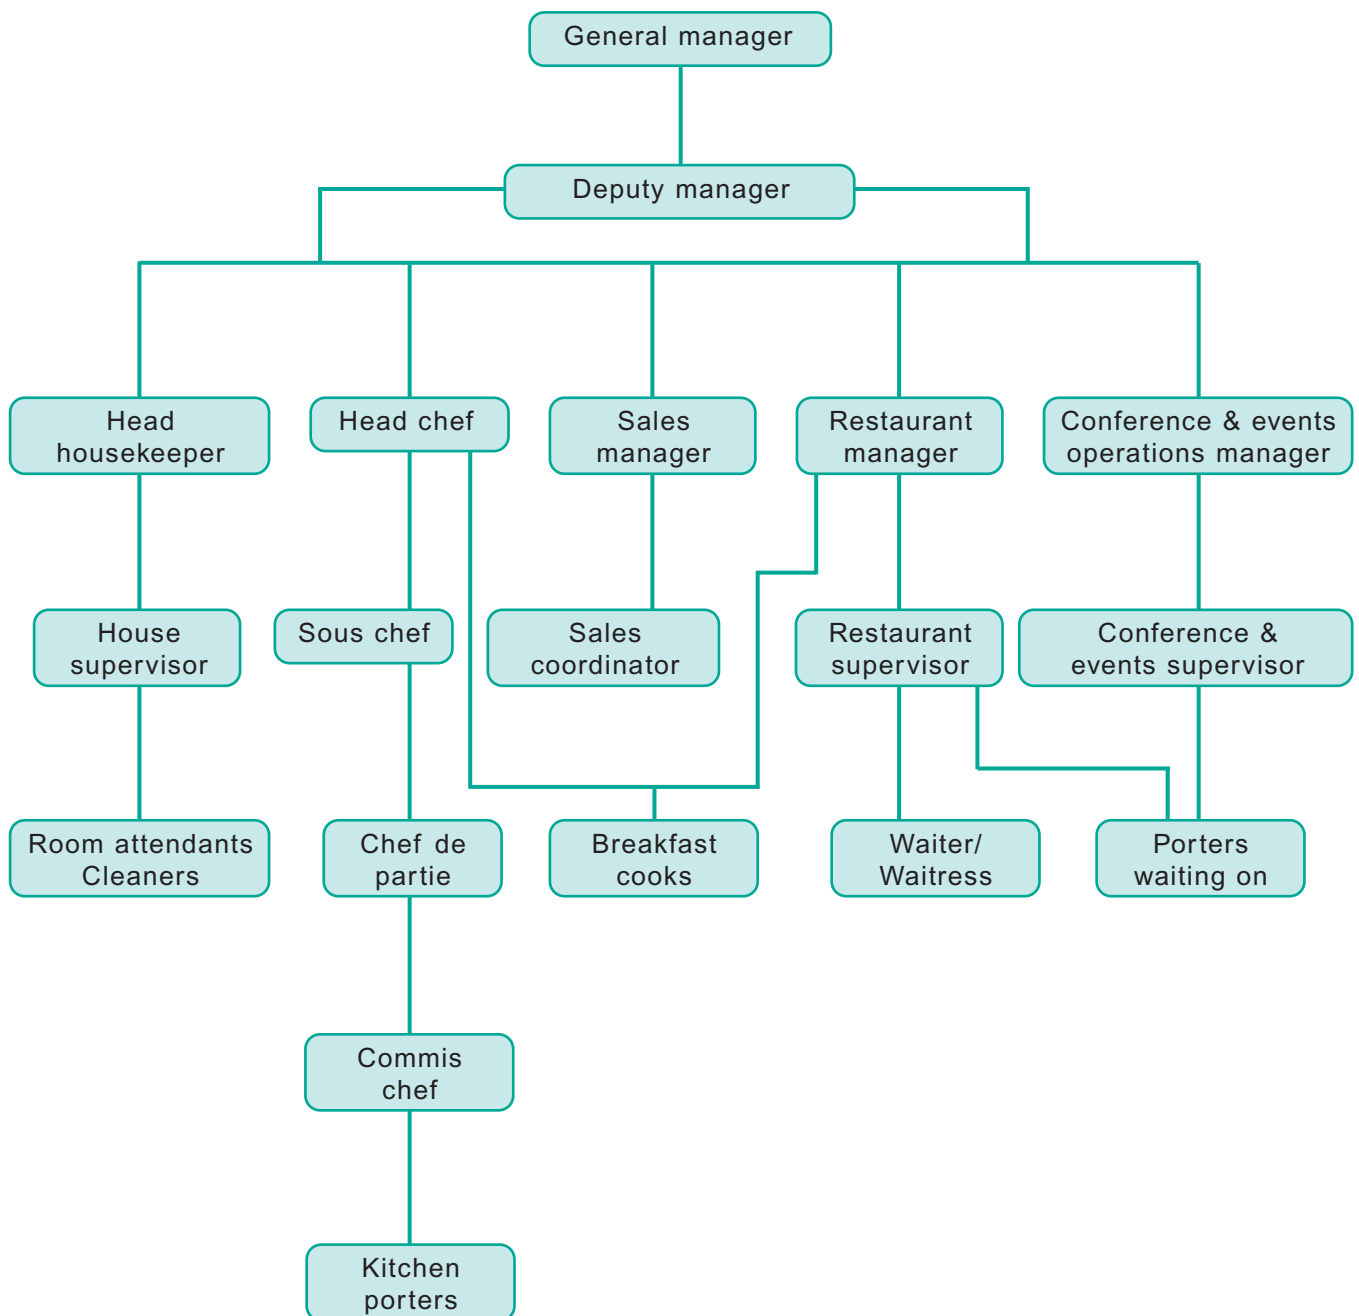 General manager
Deputy manager
Head
housekeeper
Head chef
Sales
manager
Restaurant
manager
Conference & events
operations manager
House
supervisor
Sous chef
Sales
coordinator
Restaurant
supervisor
Conference &
events supervisor
Room attendants
Cleaners
Chef de
partie
Breakfast
cooks
Waiter/
Waitress
Porters
waiting on
Commis
chef
Kitchen
porters